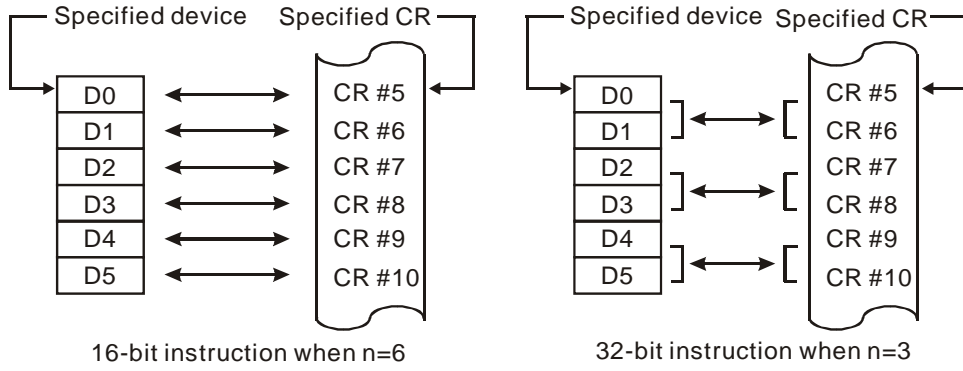 Specified device Specified CR
D0
D1
D2
D3
D4
D5
CR #5
CR #6
CR #7
CR #8
CR #9
CR #10
16-bit instruction when n=6
Specified device Specified CR
D0
D1
D2
D3
D4
D5
CR #5
CR #6
CR #7
CR #8
CR #9
CR #10
32-bit instruction when n=3